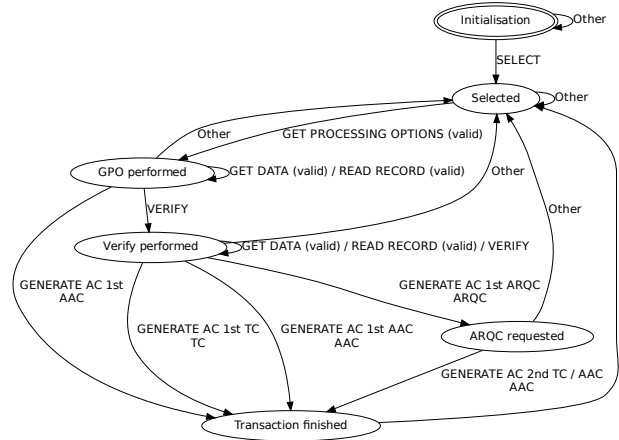 Initialisation
Other
SELECT
Selected
Other
Other
GET PROCESSING OPTIONS (valid)
GPO performed
GET DATA (valid) / READ RECORD (valid)
Other
VERIFY
Other
Verify performed
GET DATA (valid) / READ RECORD (valid) / VERIFY
GENERATE AC 1st
AAC
GENERATE AC 1st ARQC
ARQC
GENERATE AC 1st TC
TC
GENERATE AC 1st AAC
AAC
ARQC requested
GENERATE AC 2nd TC / AAC
AAC
Transaction finished